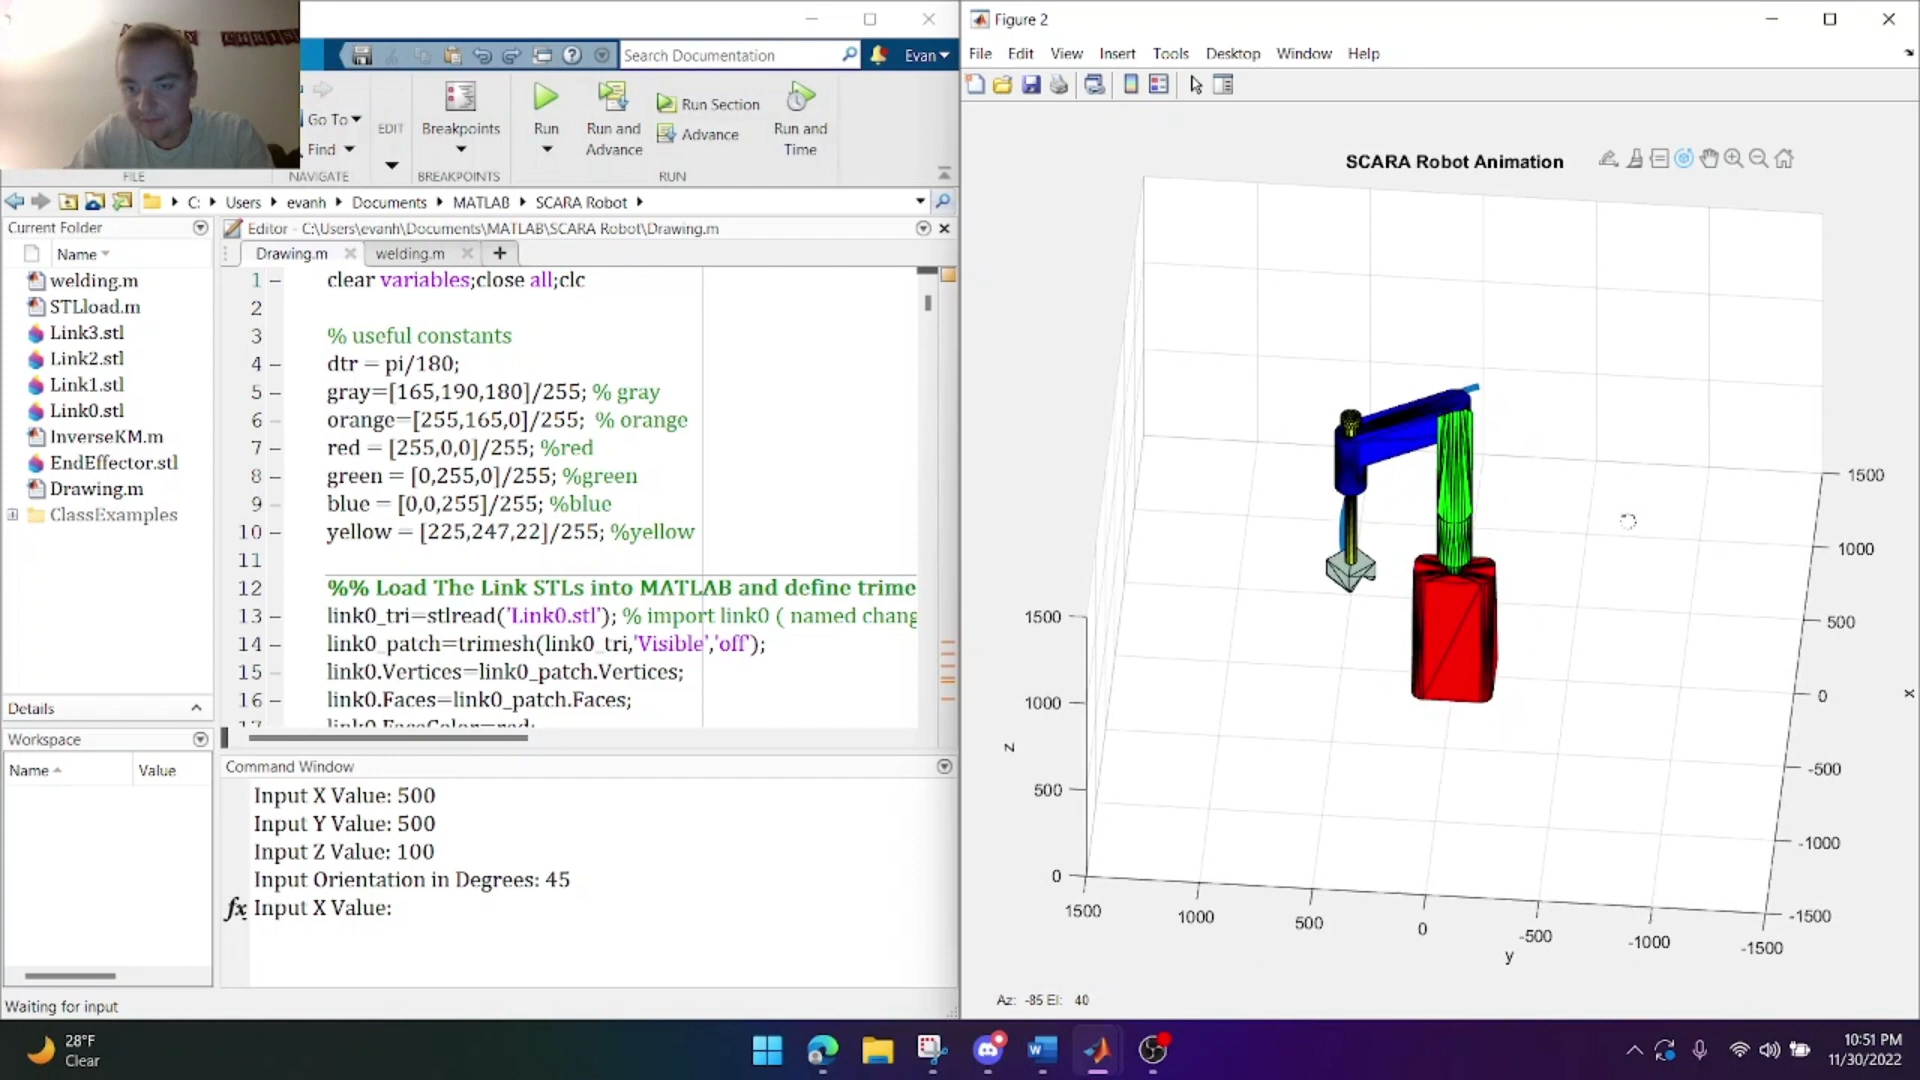 CHRIS
Search Documentation
Evan
Go To
Find
EDIT
Breakpoints
Run
Run and
Advance
Run Section
Advance
Run and
Time
FILE
NAVIGATE
BREAKPOINTS
RUN
C:
Users
evanh
Documents
MATLAB
SCARA Robot
Current Folder
Name
welding.m
STLload.m
Link3.stl
Link2.stl
Link1.stl
Link0.stl
InverseKM.m
EndEffector.stl
Drawing.m
ClassExamples
Details
Workspace
Name
Value
Waiting for input
Editor - C:\Users\evanh\Documents\MATLAB\SCARA Robot\Drawing.m
Drawing.m
welding.m
1 clear variables;close all;clc
2
3 % useful constants
4 dtr = pi/180;
5 gray=[165,190,180]/255; % gray
6 orange=[255,165,0]/255; % orange
7 red = [255,0,0]/255; %red
8 green = [0,255,0]/255; %green
9 blue = [0,0,255]/255; %blue
10 yellow = [225,247,22]/255; %yellow
11
12 %% Load The Link STLs into MATLAB and define trime
13 link0_tri=stlread('Link0.stl'); % import link0 ( named chang
14 link0_patch=trimesh(link0_tri,'Visible','off');
15 link0.Vertices=link0_patch.Vertices;
16 link0.Faces=link0_patch.Faces;
17 link0.FaceColor=red;
Command Window
Input X Value: 500
Input Y Value: 500
Input Z Value: 100
Input Orientation in Degrees: 45
fx Input X Value:
Figure 2
File Edit View Insert Tools Desktop Window Help
SCARA Robot Animation
1500
1000
500
0
-500
-1000
-1500
x
1500
1000
500
0
z
1500
1000
500
0
-500
-1000
-1500
y
Az: -85 El: 40
28°F
Clear
10:51 PM
11/30/2022